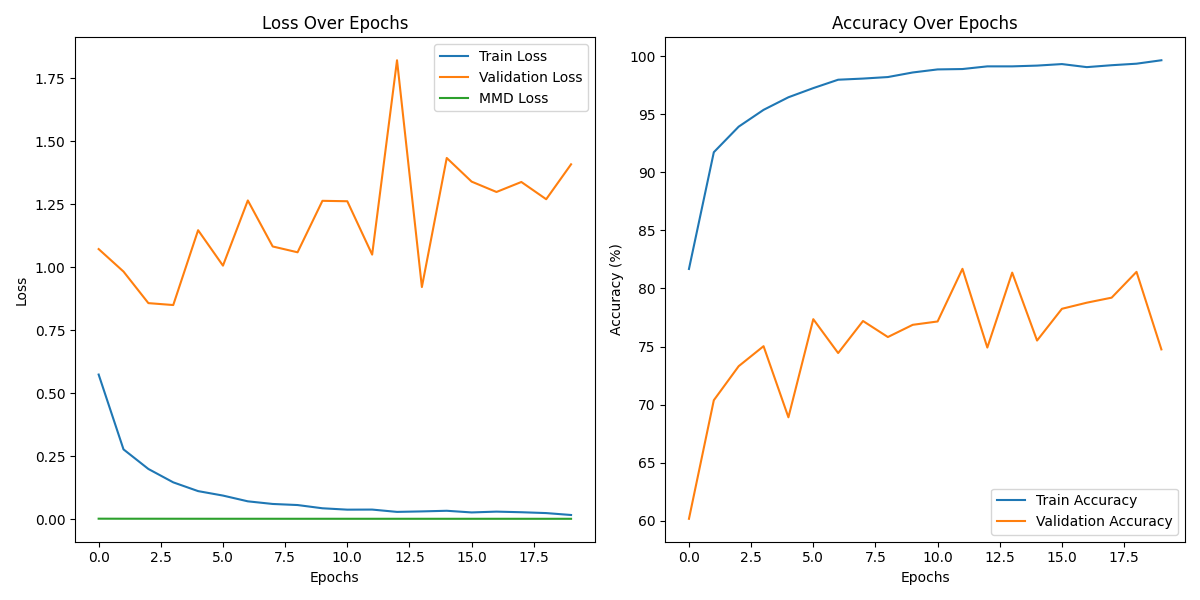 Loss Over Epochs
Train Loss
Validation Loss
MMD Loss
1.75
1.50
1.25
1.00
0.75
0.50
0.25
0.00
Loss
0.0 2.5 5.0 7.5 10.0 12.5 15.0 17.5
Epochs
Accuracy Over Epochs
100
95
90
85
80
75
70
65
60
Accuracy (%)
Train Accuracy
Validation Accuracy
0.0 2.5 5.0 7.5 10.0 12.5 15.0 17.5
Epochs